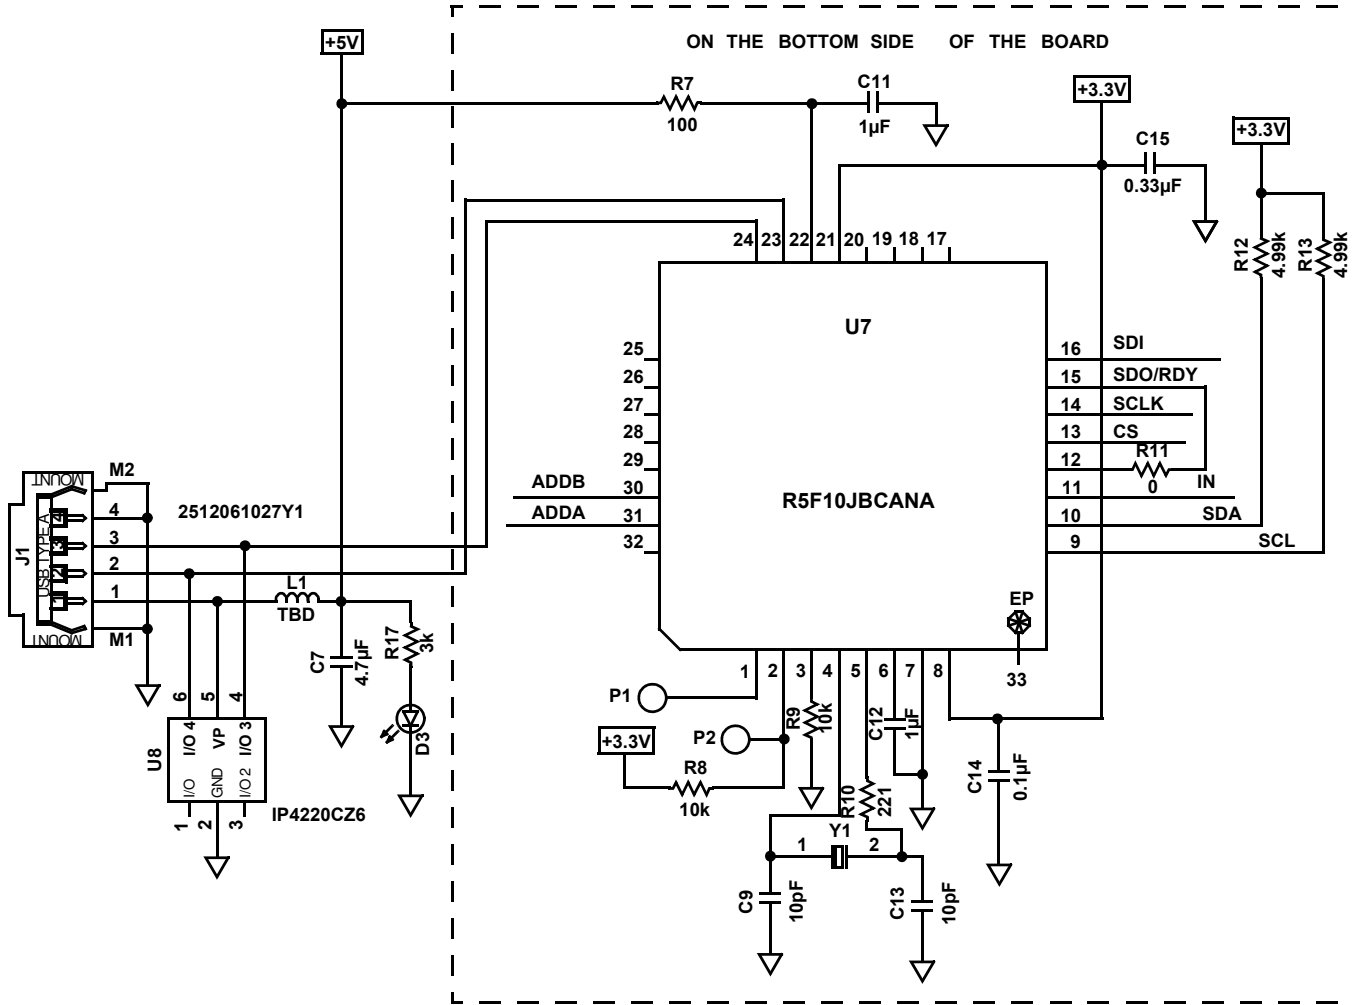 +5V
ON THE BOTTOM SIDE OF THE BOARD
R7
100
C11
1µF
+3.3V
C15
0.33µF
+3.3V
R12
4.99k
R13
4.99k
24 23 22 21 20 19 18 17
U7
R5F10JBCANA
25
26
27
28
29
ADDB 30
ADDA 31
32
16 SDI
15 SDO/RDY
14 SCLK
13 CS
12 R11
0
11 IN
10 SDA
9 SCL
EP
33
1 2 3 4 5 6 7 8
J1
USB TYPE A
MOUNT
MOUNT
4
3
2
1
M2
4
3
2
1
M1
2512061027Y1
L1
TBD
C7
4.7µF
R17
3k
D3
6 5 4
I/O 4 VP I/O 3
U8
I/O GND I/O 2
1 2 3
IP4220CZ6
P1
P2
+3.3V
R8
10k
R9
10k
R10
221
C12
1µF
C14
0.1µF
Y1
1 2
C9
10pF
C13
10pF